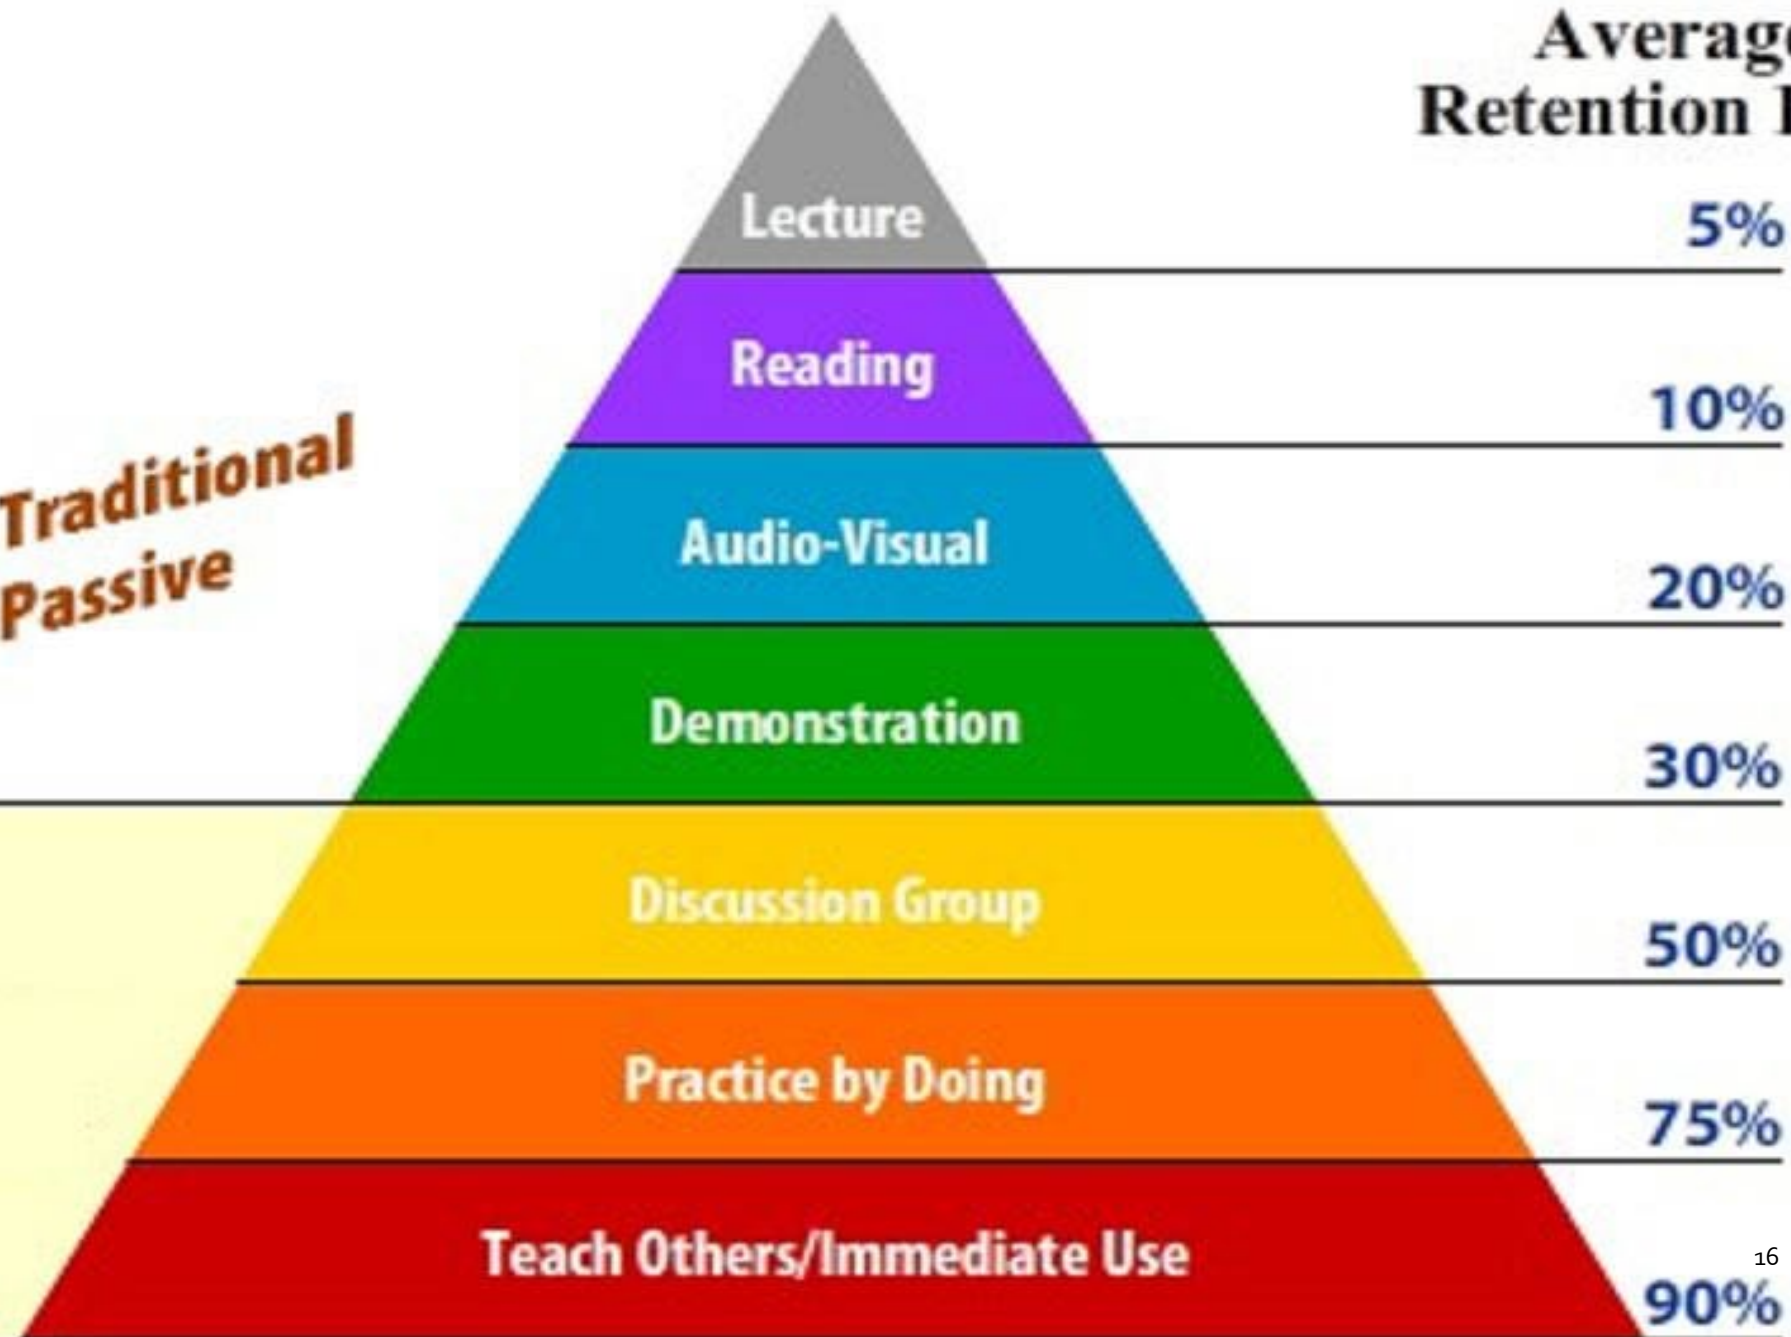 Average
Retention
Lecture
5%
Reading
10%
Traditional
Passive
Audio-Visual
20%
Demonstration
30%
Discussion Group
50%
Practice by Doing
75%
Teach Others/Immediate Use
16
90%